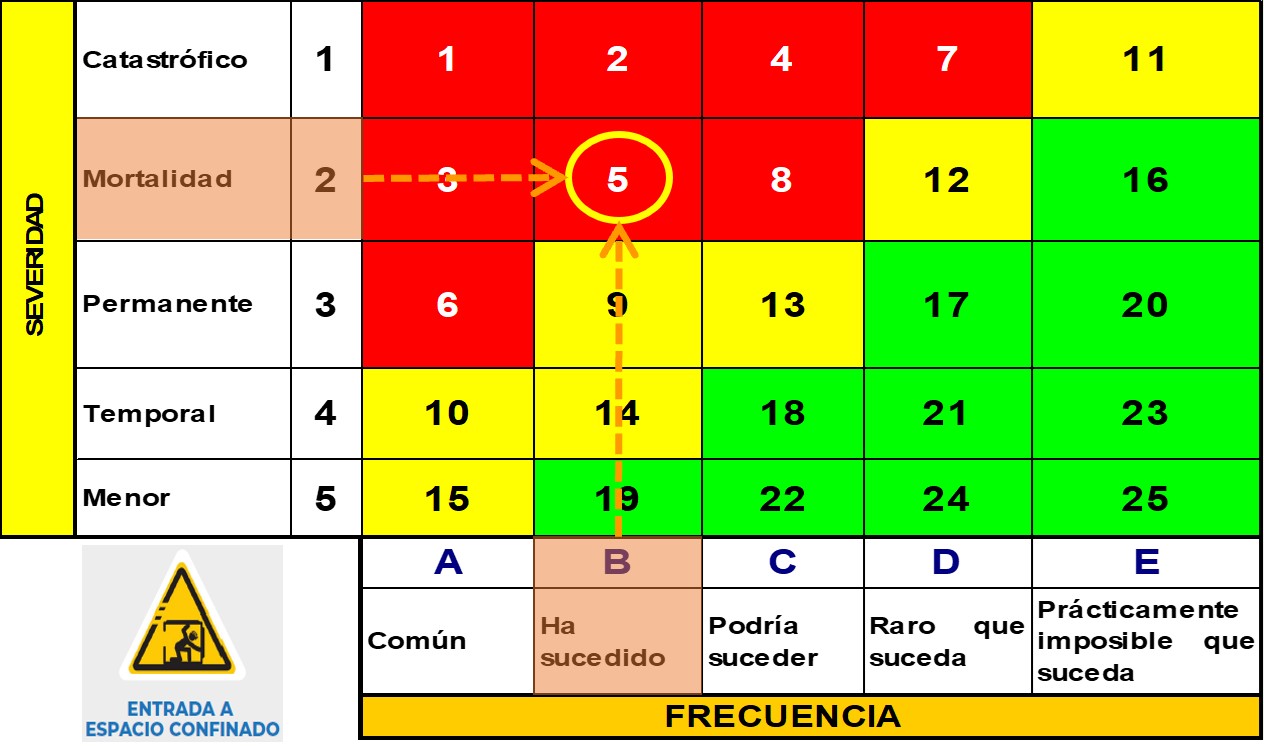 SEVERIDAD
Catastrófico 1 1 2 4 7 11
Mortalidad 2 3 5 8 12 16
Permanente 3 6 9 13 17 20
Temporal 4 10 14 18 21 23
Menor 5 15 19 22 24 25
A B C D E
Común
Ha
sucedido
Podría
suceder
Raro que
suceda
Prácticamente
imposible que
suceda
FRECUENCIA
ENTRADA A
ESPACIO CONFINADO